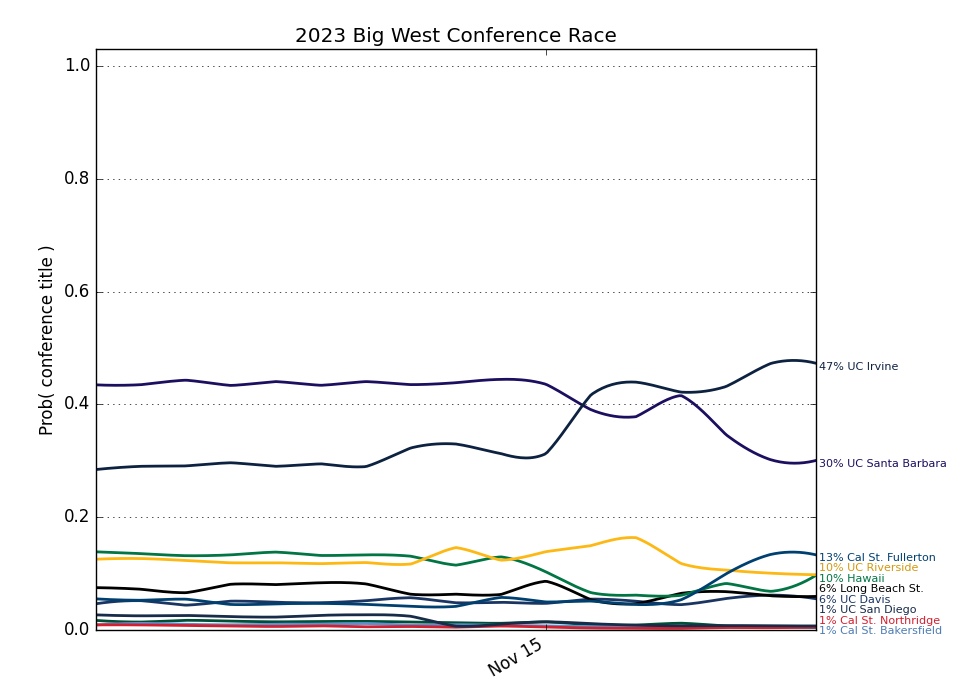 2023 Big West Conference Race
Prob( conference title )
1.0
0.8
0.6
0.4
0.2
0.0
Nov 15
47% UC Irvine
30% UC Santa Barbara
13% Cal St. Fullerton
10% UC Riverside
10% Hawaii
6% Long Beach St.
6% UC Davis
1% UC San Diego
1% Cal St. Northridge
1% Cal St. Bakersfield